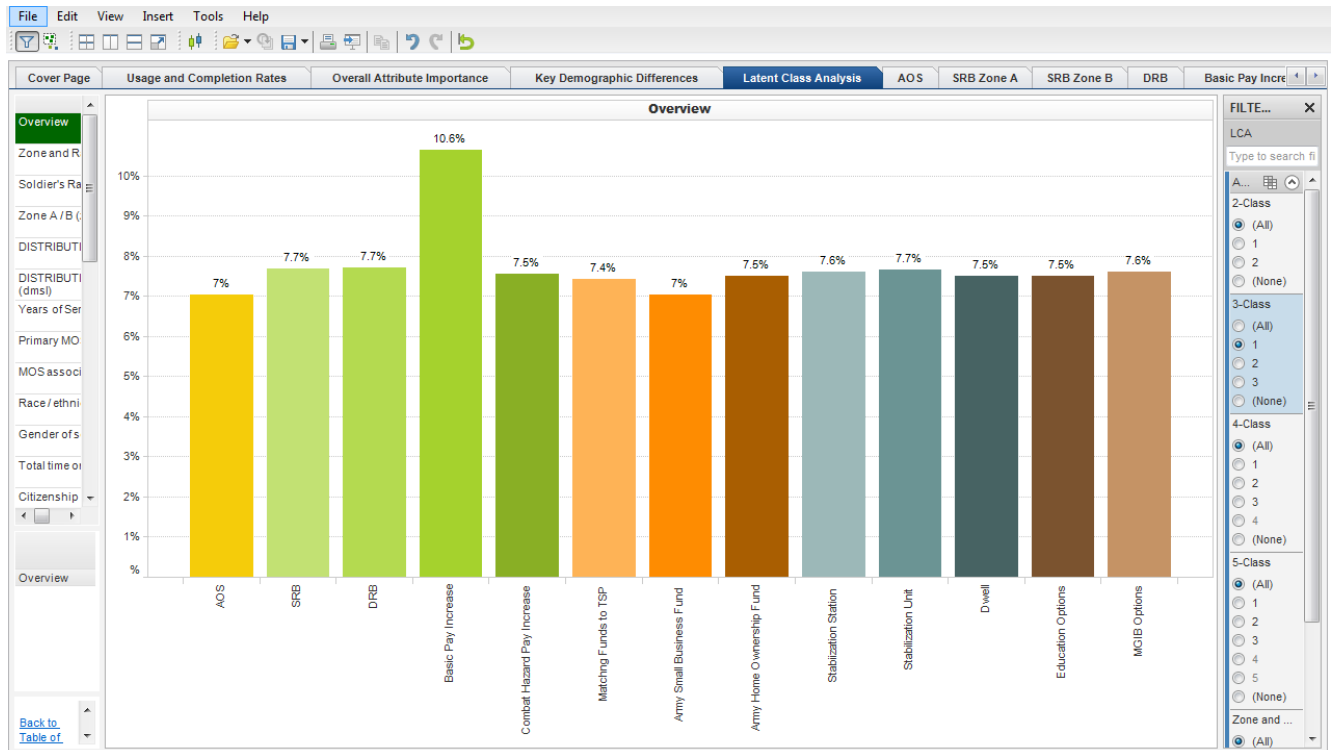 File Edit View Insert Tools Help
Cover Page Usage and Completion Rates Overall Attribute Importance Key Demographic Differences Latent Class Analysis AOS SRB Zone A SRB Zone B DRB Basic Pay Incre
Overview
Zone and R
Soldier's Ra
Zone A / B (
DISTRIBUTI
DISTRIBUTI
(dmsl)
Years of Ser
Primary MO
MOS associ
Race / ethni
Gender of s
Total time or
Citizenship
Overview
Back to
Table of
Overview
10%
9%
8%
7%
6%
5%
4%
3%
2%
1%
%
7%
7.7%
7.7%
10.6%
7.5%
7.4%
7%
7.5%
7.6%
7.7%
7.5%
7.5%
7.6%
AOS
SRB
DRB
Basic Pay Increase
Combat Hazard Pay Increase
Matchng Funds to TSP
Army Small Business Fund
Army Home Ownership Fund
Stabiization Station
Stabilization Unit
Dwell
Education Options
MGIB Options
FILTE...
LCA
Type to search fi
A...
2-Class
(All)
1
2
(None)
3-Class
(All)
1
2
3
(None)
4-Class
(All)
1
2
3
4
(None)
5-Class
(All)
1
2
3
4
5
(None)
Zone and ...
(All)